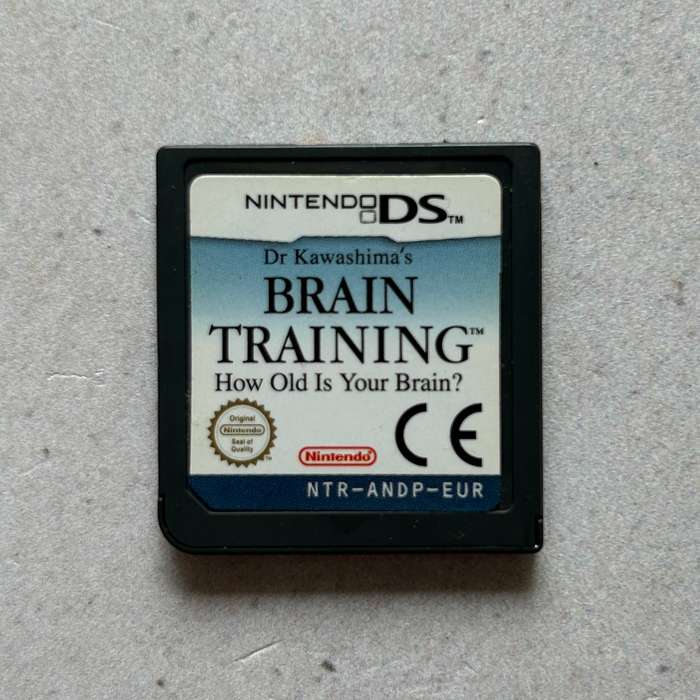 NINTENDO DS™
Dr Kawashima's
BRAIN
TRAINING™
How Old Is Your Brain?
Original
Nintendo
Seal of
Quality
™
Nintendo
CE
NTR-ANDP-EUR